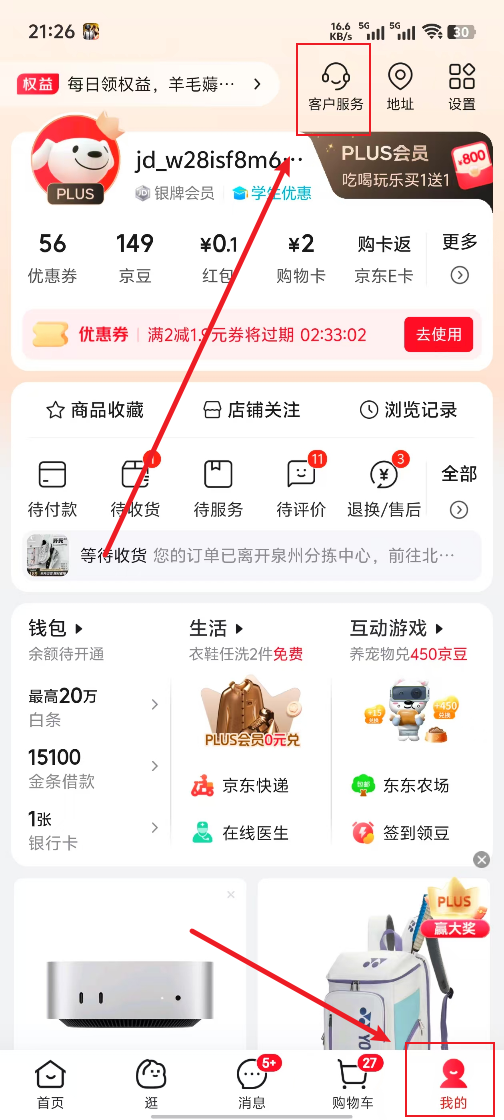 21:26
16.6 KB/s 5G 5G 30
权益 每日领权益，羊毛薅…
客户服务 地址 设置
PLUS
jd_w28isf8m6…
银牌会员 学生优惠
PLUS会员
吃喝玩乐买1送1
¥800
56 149 ¥0.1 ¥2 购卡返 更多
优惠券 京豆 红包 购物卡 京东E卡
优惠券 满2减1.9元券将过期 02:33:02 去使用
商品收藏 店铺关注 浏览记录
1 11 3
待付款 待收货 待服务 待评价 退换/售后 全部
等待收货 您的订单已离开泉州分拣中心，前往北…
钱包 生活 互动游戏
余额待开通 衣鞋任洗2件免费 养宠物兑450京豆
最高20万
白条
15100
金条借款
1张
银行卡
PLUS会员0元兑
京东快递
在线医生
+15
+450
东东农场
签到领豆
PLUS
赢大奖
5+ 27
首页 逛 消息 购物车 我的